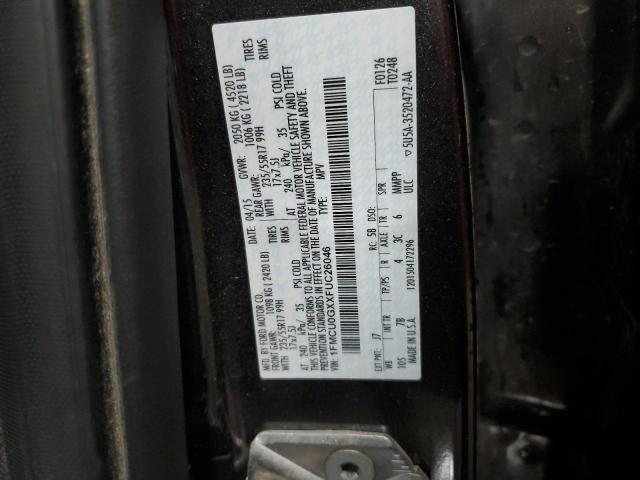 MFD. BY FORD MOTOR CO.
DATE: 04/15 GVWR: 2050 KG ( 4520 LB)
FRONT GAWR: 1098 KG ( 2420 LB) REAR GAWR: 1006 KG ( 2218 LB)
WITH 235/55R17 99H TIRES WITH 235/55R17 99H TIRES
17x7.5J RIMS 17x7.5J RIMS
AT 240 kPa/ 35 PSI COLD AT 240 kPa/ 35 PSI COLD
THIS VEHICLE CONFORMS TO ALL APPLICABLE FEDERAL MOTOR VEHICLE SAFETY AND THEFT
PREVENTION STANDARDS IN EFFECT ON THE DATE OF MANUFACTURE SHOWN ABOVE.
VIN: 1FMCU0GXXFUC26046 TYPE: MPV
F0126
T0248
EXT PNT: J7 RC: 58 DSO:
WB INT TR TP/PS R AXLE TR SPR
105 7B 4 3C 6 MMPP
MADE IN U.S.A. ULC
▽5U5A-3520472-AA
1201504172296